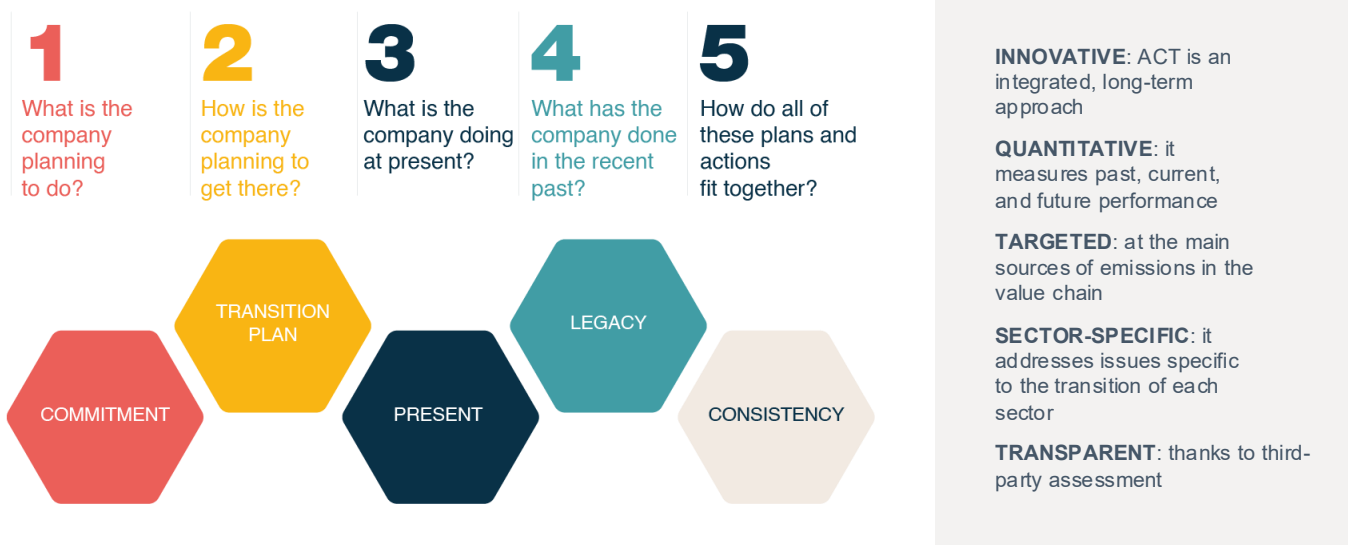 1
What is the
company
planning
to do?
2
How is the
company
planning to
get there?
3
What is the
company doing
at present?
4
What has the
company done
in the recent
past?
5
How do all of
these plans and
actions
fit together?
COMMITMENT
TRANSITION
PLAN
PRESENT
LEGACY
CONSISTENCY
INNOVATIVE: ACT is an
integrated, long-term
approach
QUANTITATIVE: it
measures past, current,
and future performance
TARGETED: at the main
sources of emissions in the
value chain
SECTOR-SPECIFIC: it
addresses issues specific
to the transition of each
sector
TRANSPARENT: thanks to third-
party assessment